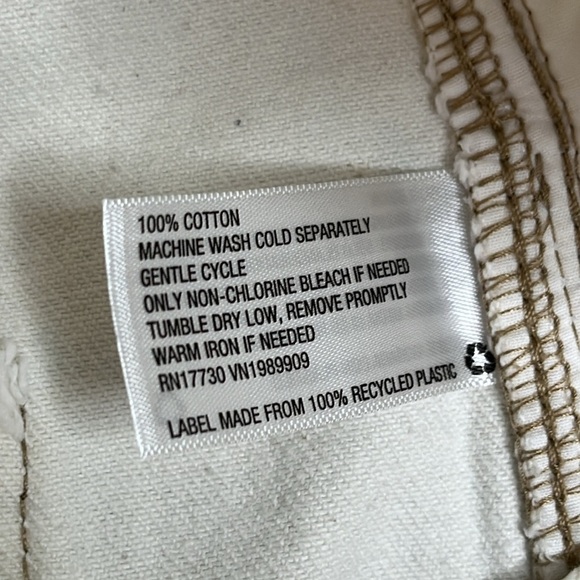 100% COTTON
MACHINE WASH COLD SEPARATELY
GENTLE CYCLE
ONLY NON-CHLORINE BLEACH IF NEEDED
TUMBLE DRY LOW, REMOVE PROMPTLY
WARM IRON IF NEEDED
RN17730 VN1989909
LABEL MADE FROM 100% RECYCLED PLASTIC